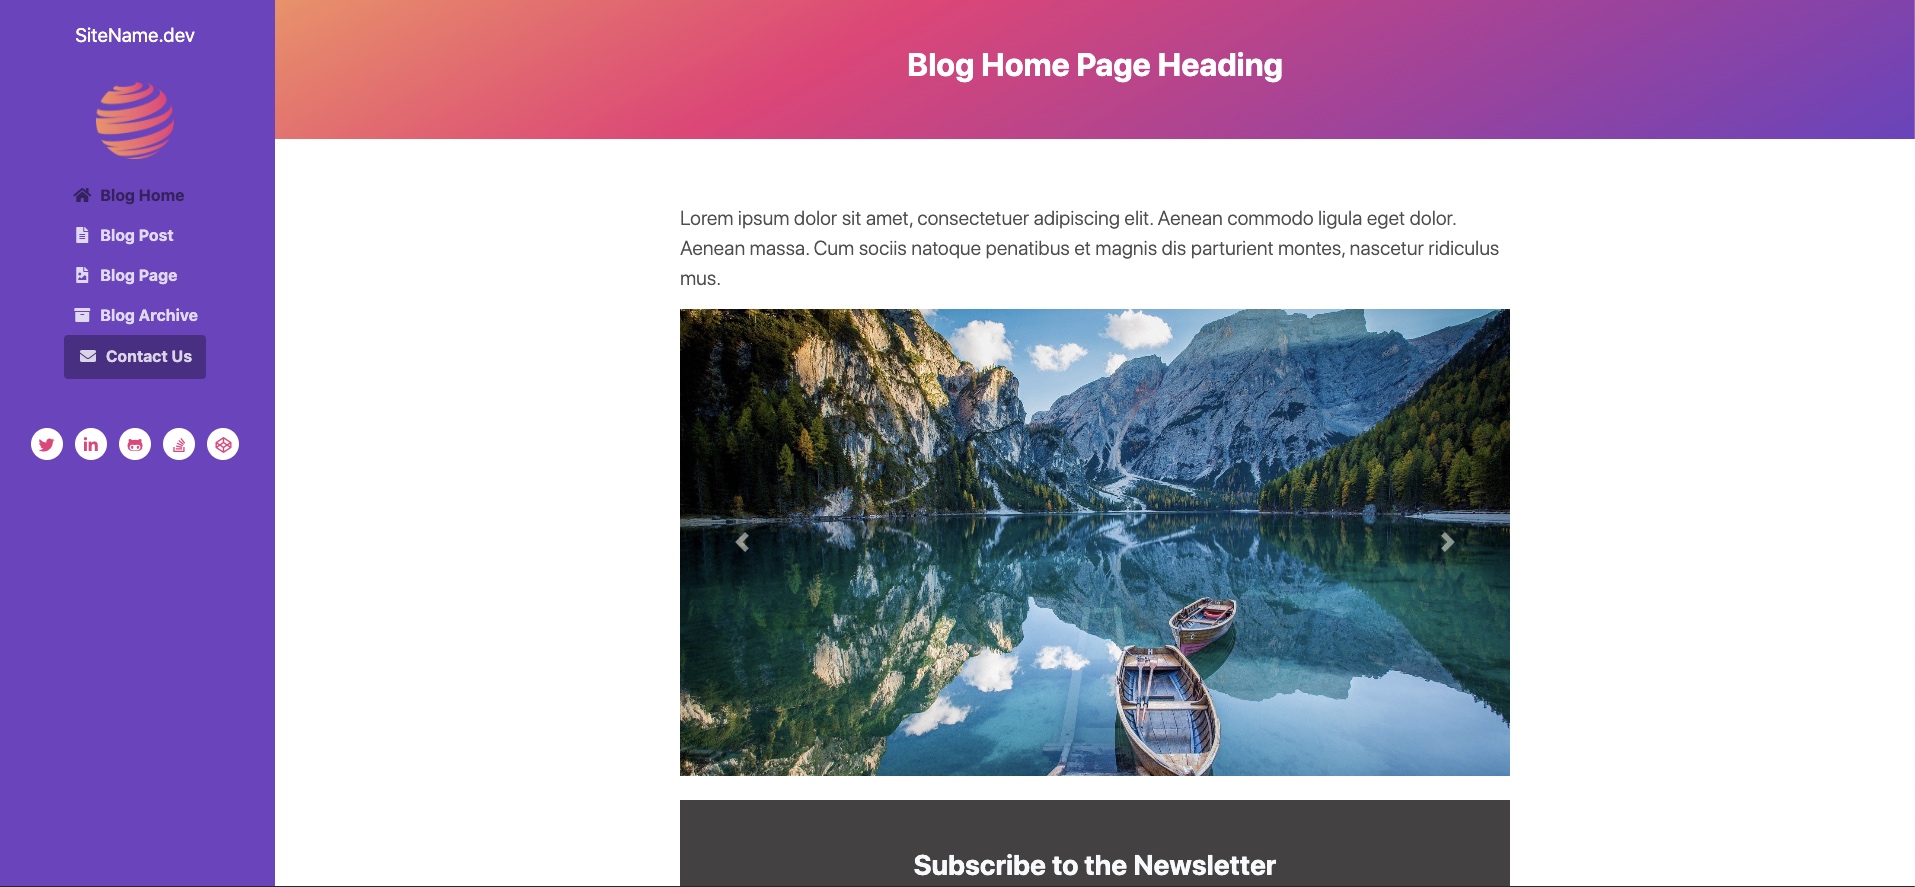 SiteName.dev
Blog Home
Blog Post
Blog Page
Blog Archive
Contact Us
Blog Home Page Heading
Lorem ipsum dolor sit amet, consectetuer adipiscing elit. Aenean commodo ligula eget dolor.
Aenean massa. Cum sociis natoque penatibus et magnis dis parturient montes, nascetur ridiculus
mus.
Subscribe to the Newsletter